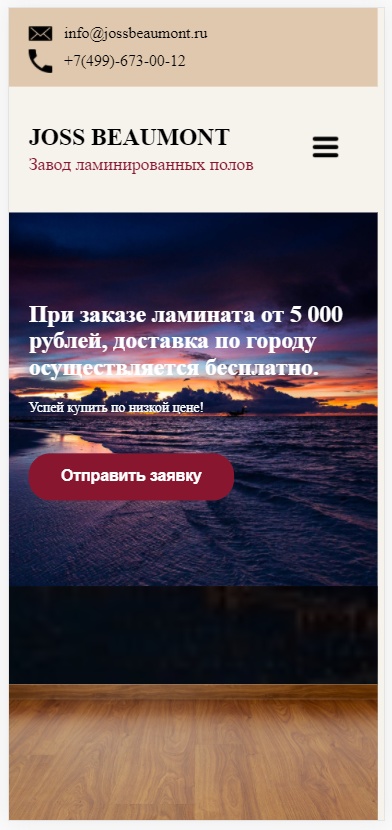 info@jossbeaumont.ru
+7(499)-673-00-12
JOSS BEAUMONT
Завод ламинированных полов
При заказе ламината от 5 000
рублей, доставка по городу
осуществляется бесплатно.
Успей купить по низкой цене!
Отправить заявку